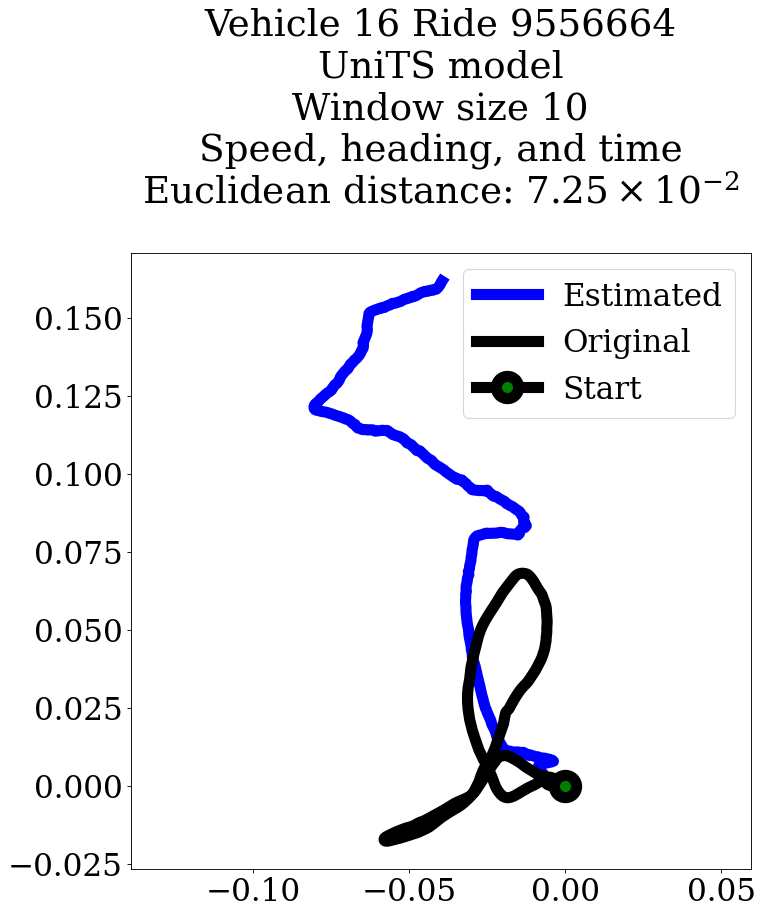 Vehicle 16 Ride 9556664
UniTS model
Window size 10
Speed, heading, and time
Euclidean distance: 7.25 × 10⁻²
Estimated
Original
Start
0.150
0.125
0.100
0.075
0.050
0.025
0.000
−0.025
−0.10 −0.05 0.00 0.05